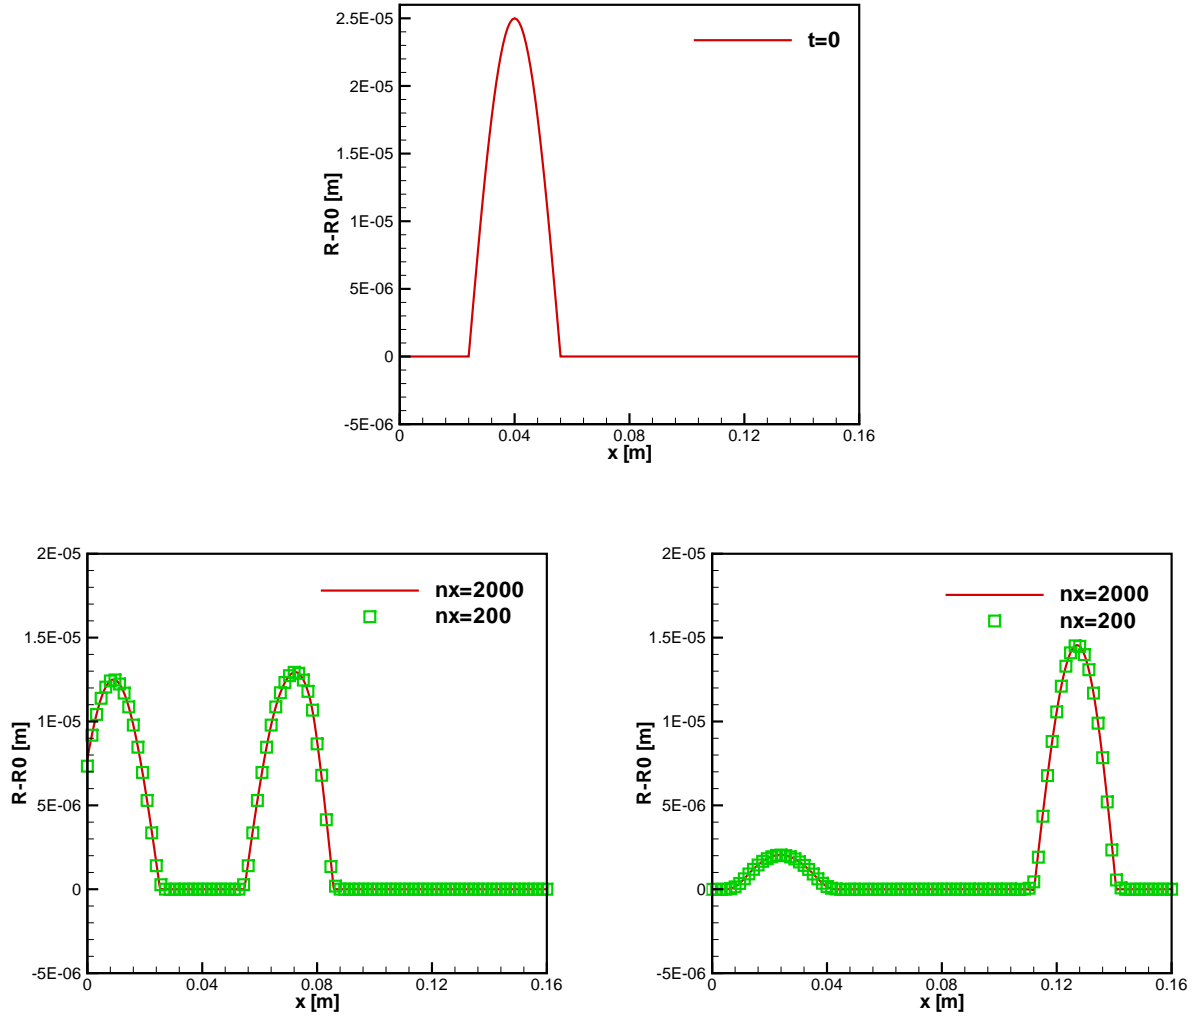 2.5E-05
t=0
2E-05
1.5E-05
R-R0 [m]
1E-05
5E-06
0
-5E-06
0
0.04
0.08
0.12
0.16
x [m]
2E-05
nx=2000
nx=200
1.5E-05
R-R0 [m]
1E-05
5E-06
0
-5E-06
0
0.04
0.08
0.12
0.16
x [m]
2E-05
nx=2000
nx=200
1.5E-05
R-R0 [m]
1E-05
5E-06
0
-5E-06
0
0.04
0.08
0.12
0.16
x [m]